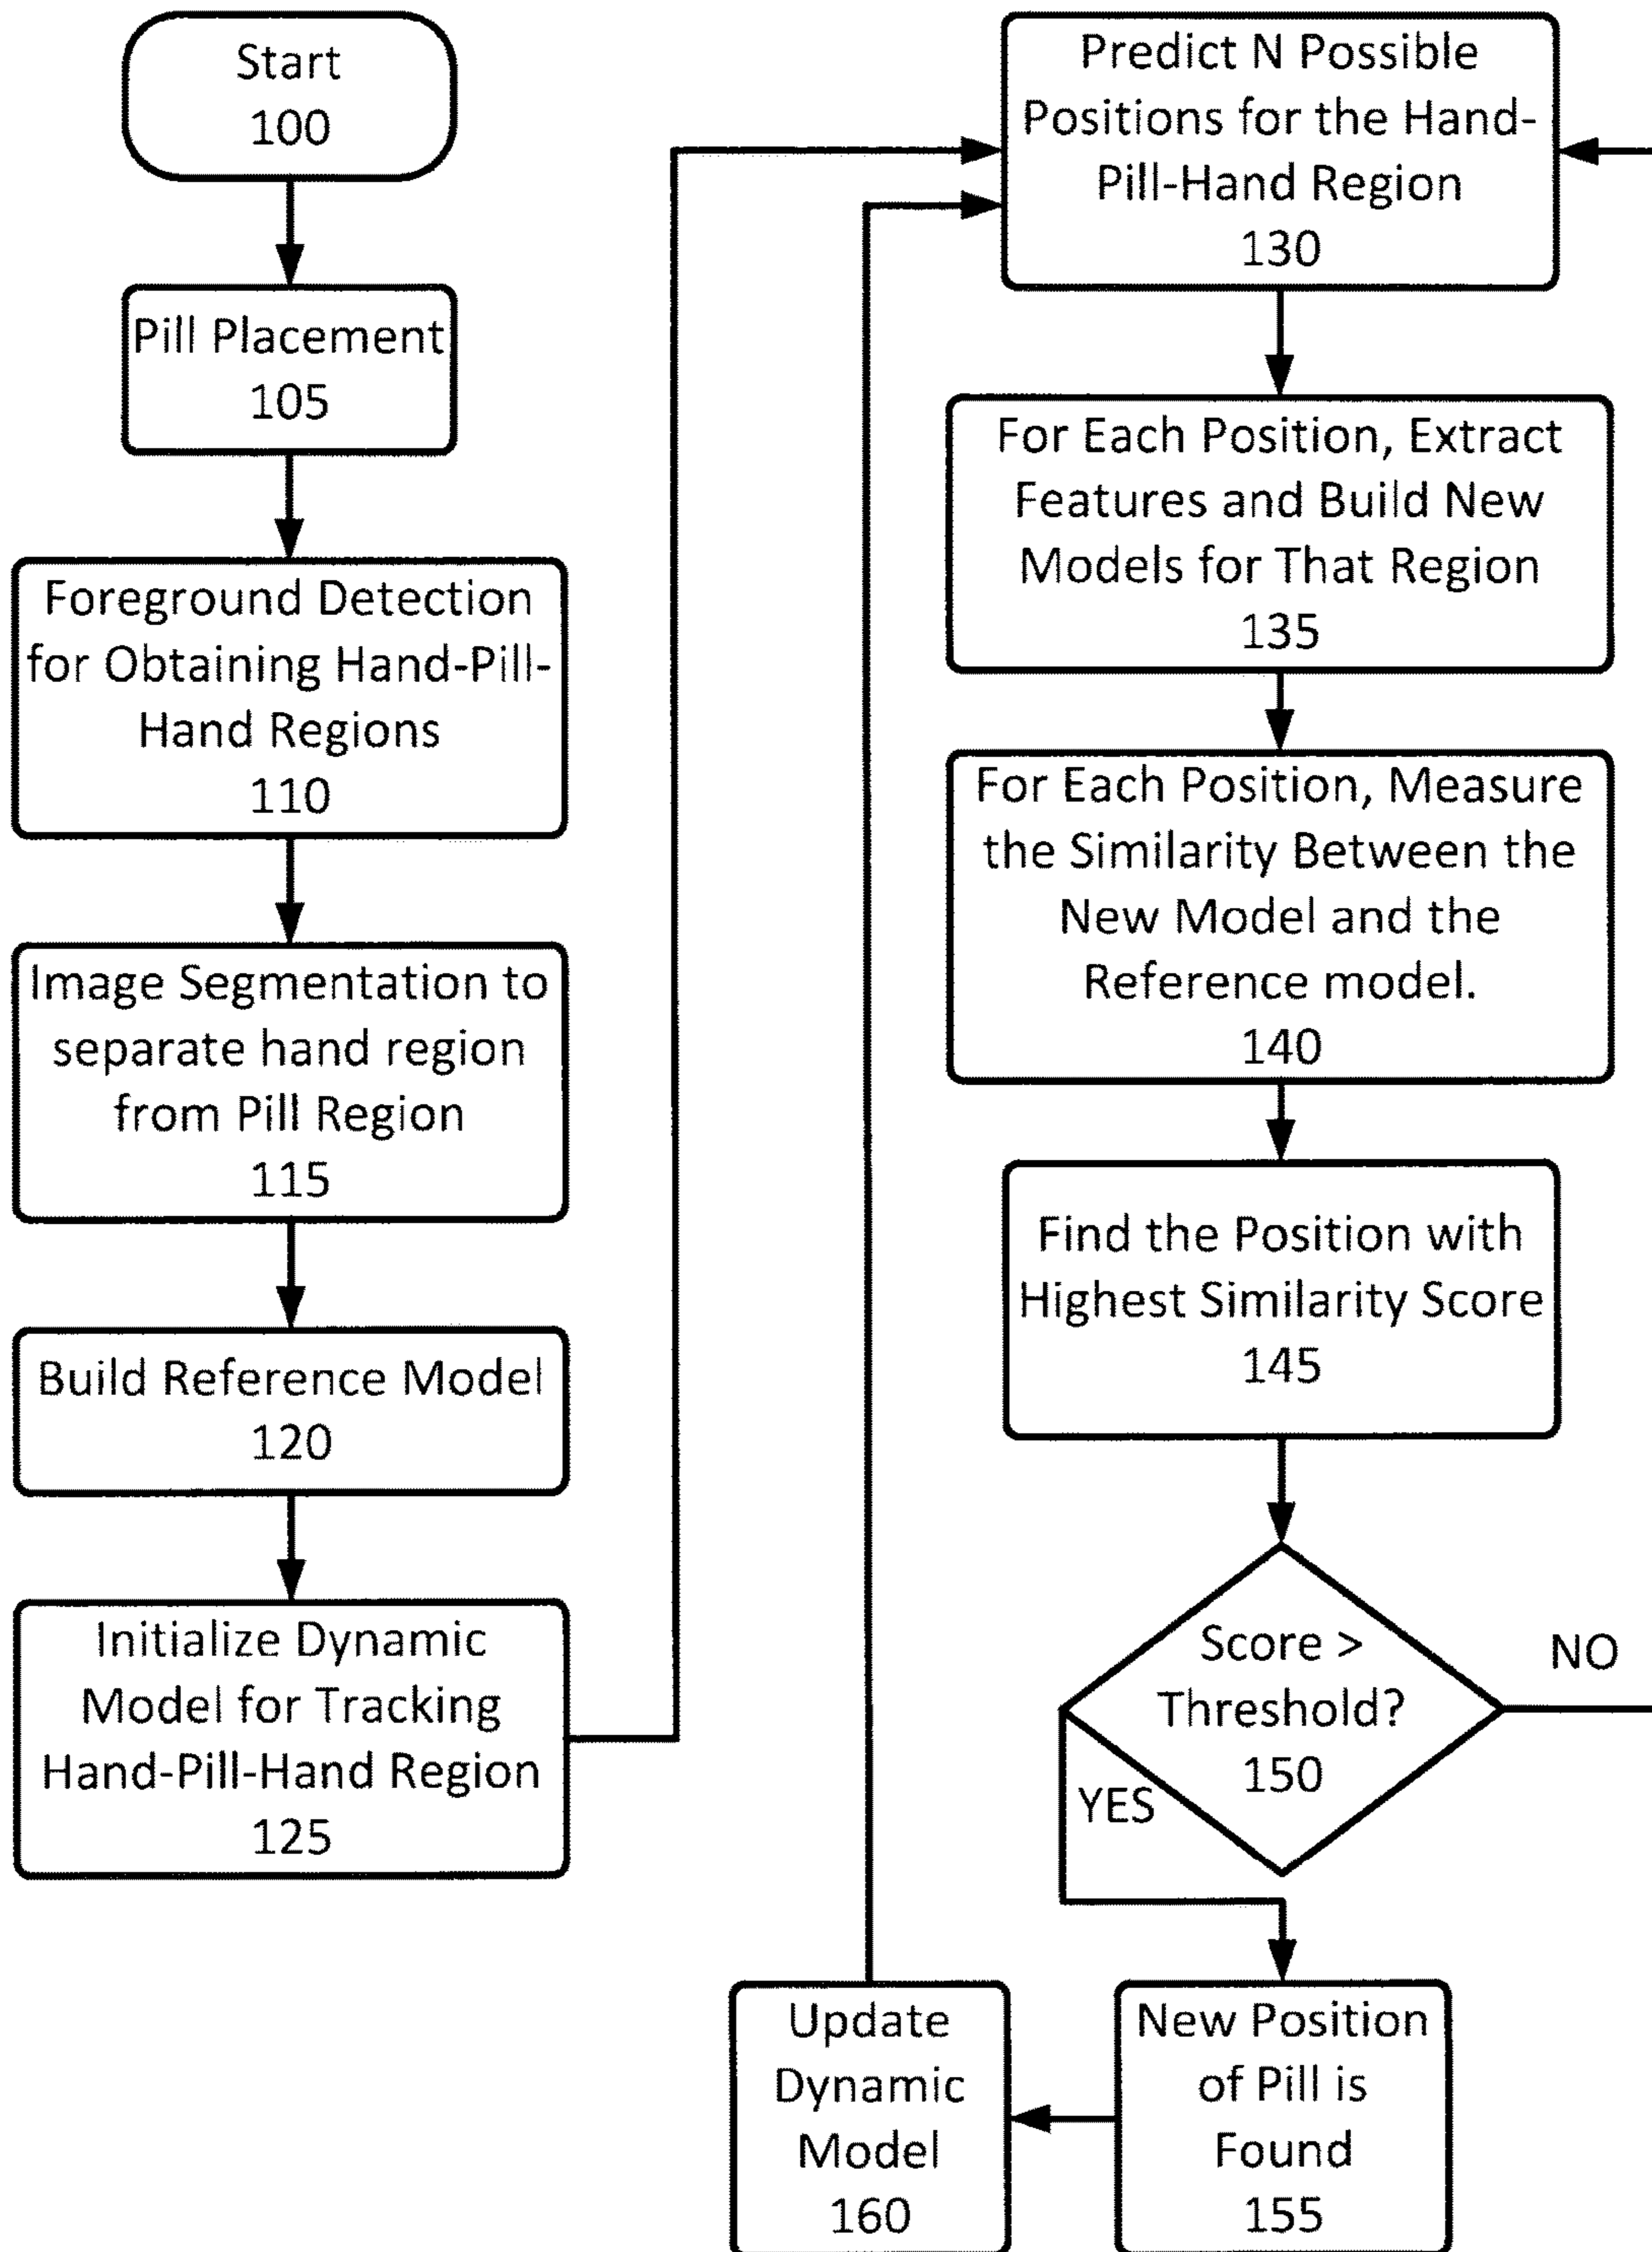 Start
100
Pill Placement
105
Foreground Detection
for Obtaining Hand-Pill-
Hand Regions
110
Image Segmentation to
separate hand region
from Pill Region
115
Build Reference Model
120
Initialize Dynamic
Model for Tracking
Hand-Pill-Hand Region
125
Predict N Possible
Positions for the Hand-
Pill-Hand Region
130
For Each Position, Extract
Features and Build New
Models for That Region
135
For Each Position, Measure
the Similarity Between the
New Model and the
Reference model.
140
Find the Position with
Highest Similarity Score
145
Score >
Threshold?
150
NO
YES
New Position
of Pill is
Found
155
Update
Dynamic
Model
160